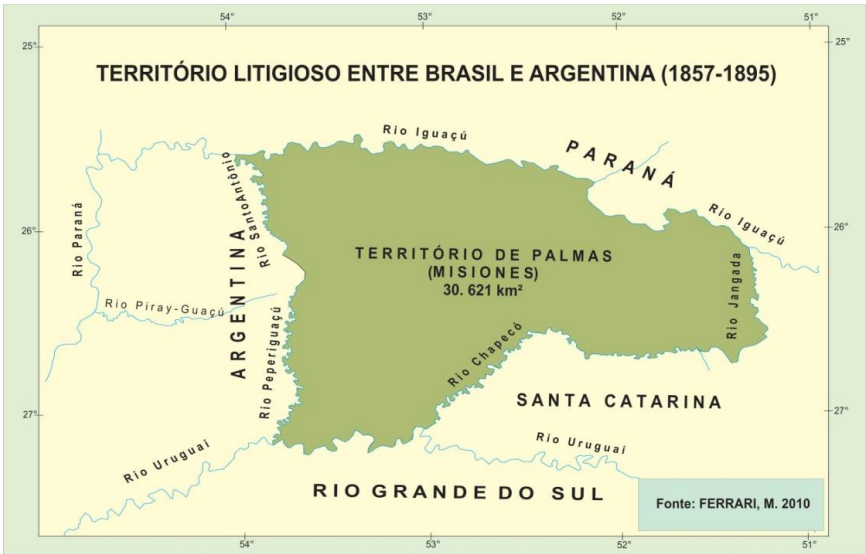 54°
53°
52°
51°
25°
25°
TERRITÓRIO LITIGIOSO ENTRE BRASIL E ARGENTINA (1857-1895)
Rio Iguaçú
PARANÁ
Rio SantoAntônio
Rio Paraná
Rio Iguaçú
26°
26°
TERRITÓRIO DE PALMAS
(MISIONES)
30. 621 km²
Rio Jangada
ARGENTINA
Rio Piray-Guaçú
Rio Peperiguaçú
Rio Chapecó
SANTA CATARINA
27°
27°
Rio Uruguai
Rio Uruguai
RIO GRANDE DO SUL
Fonte: FERRARI, M. 2010
54°
53°
52°
51°